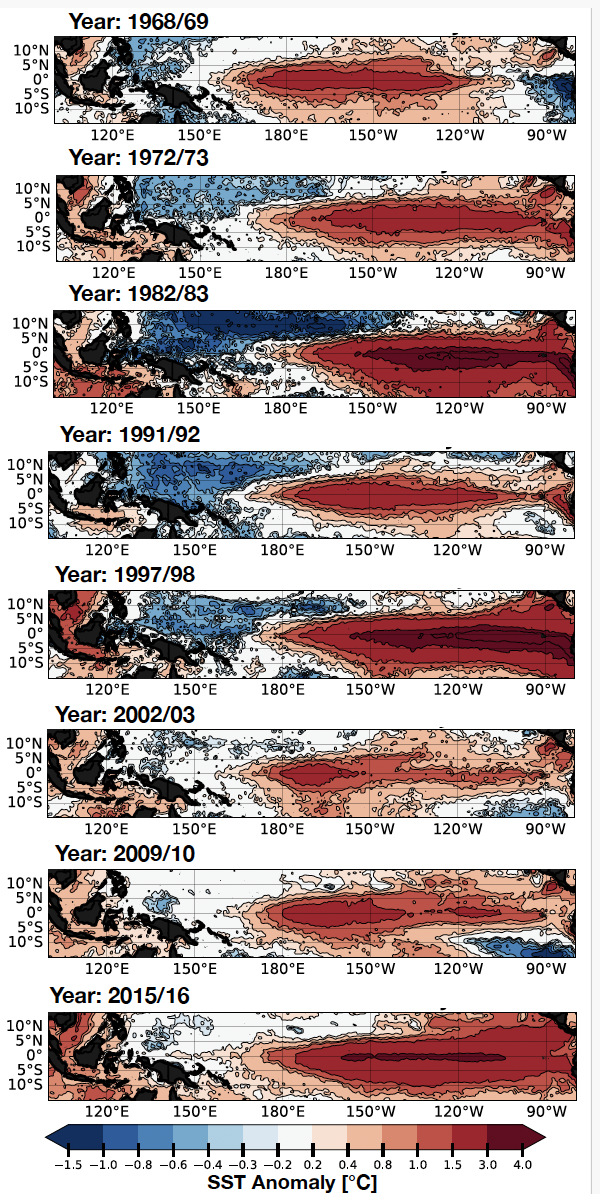 Year: 1968/69
10°N
5°N
0°
5°S
10°S
120°E 150°E 180°E 150°W 120°W 90°W
Year: 1972/73
10°N
5°N
0°
5°S
10°S
120°E 150°E 180°E 150°W 120°W 90°W
Year: 1982/83
10°N
5°N
0°
5°S
10°S
120°E 150°E 180°E 150°W 120°W 90°W
Year: 1991/92
10°N
5°N
0°
5°S
10°S
120°E 150°E 180°E 150°W 120°W 90°W
Year: 1997/98
10°N
5°N
0°
5°S
10°S
120°E 150°E 180°E 150°W 120°W 90°W
Year: 2002/03
10°N
5°N
0°
5°S
10°S
120°E 150°E 180°E 150°W 120°W 90°W
Year: 2009/10
10°N
5°N
0°
5°S
10°S
120°E 150°E 180°E 150°W 120°W 90°W
Year: 2015/16
10°N
5°N
0°
5°S
10°S
120°E 150°E 180°E 150°W 120°W 90°W
−1.5 −1.0 −0.8 −0.6 −0.4 −0.3 −0.2 0.2 0.4 0.8 1.0 1.5 3.0 4.0
SST Anomaly [°C]